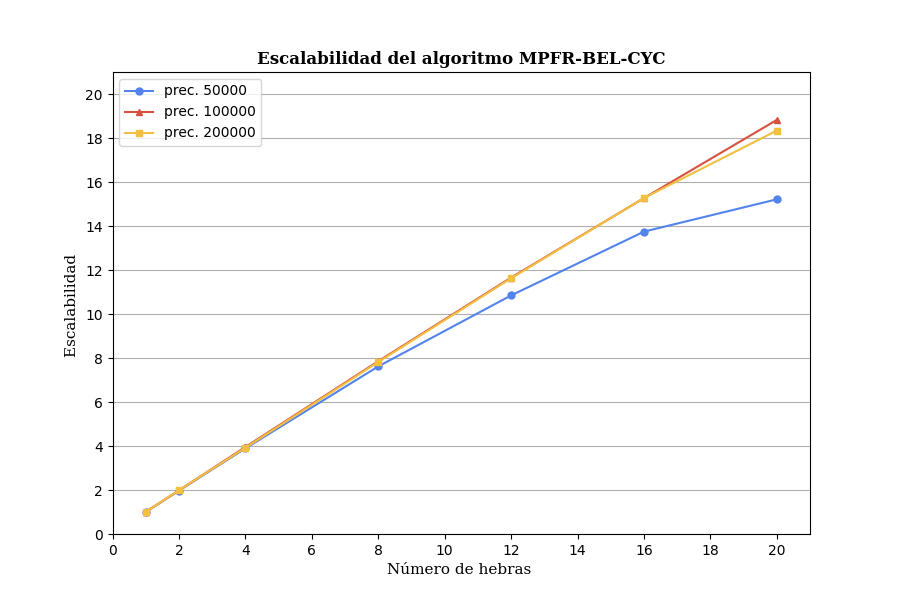 Escalabilidad del algoritmo MPFR-BEL-CYC
prec. 50000
prec. 100000
prec. 200000
Escalabilidad
20
18
16
14
12
10
8
6
4
2
0
0 2 4 6 8 10 12 14 16 18 20
Número de hebras